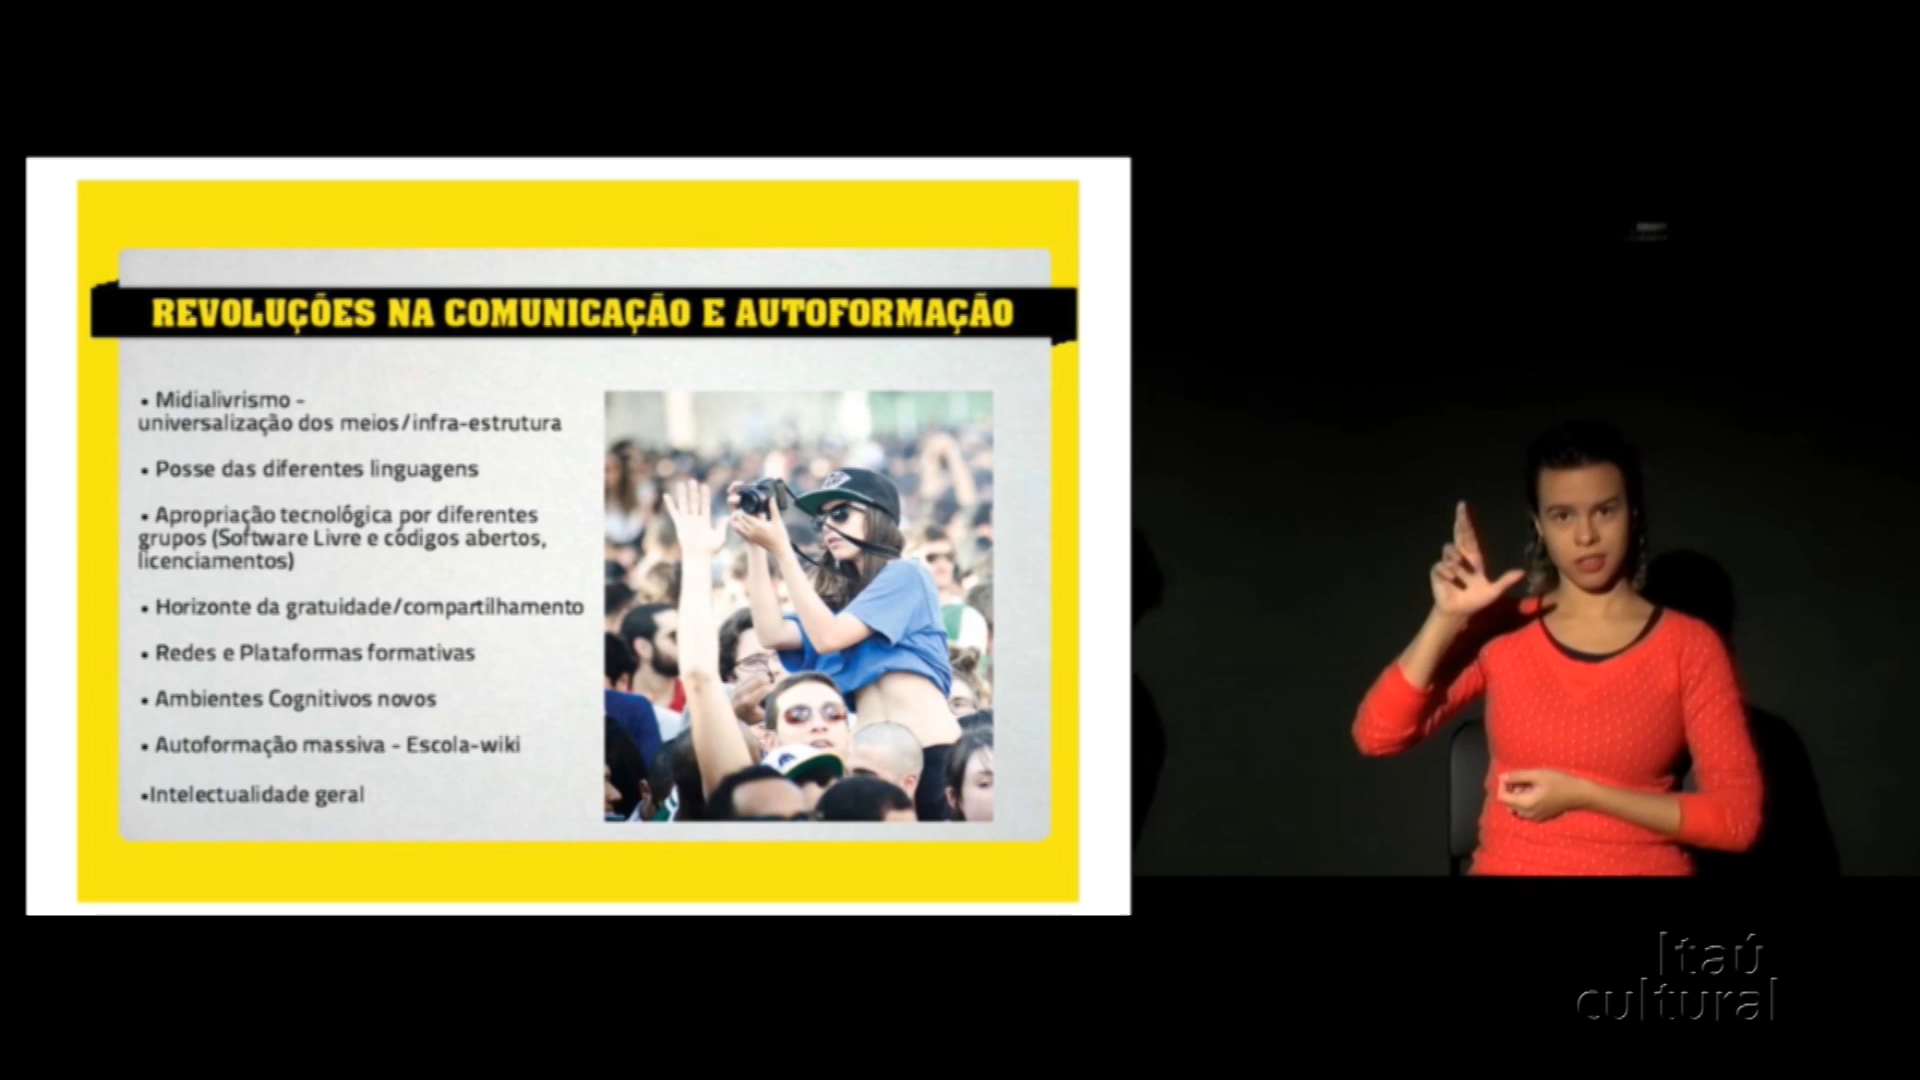 REVOLUÇÕES NA COMUNICAÇÃO E AUTOFORMAÇÃO
• Midialivrismo -
universalização dos meios/infra-estrutura
• Posse das diferentes linguagens
• Apropriação tecnológica por diferentes
grupos (Software Livre e códigos abertos,
licenciamentos)
• Horizonte da gratuidade/compartilhamento
• Redes e Plataformas formativas
• Ambientes Cognitivos novos
• Autoformação massiva - Escola-wiki
•Intelectualidade geral
Itaú
cultural